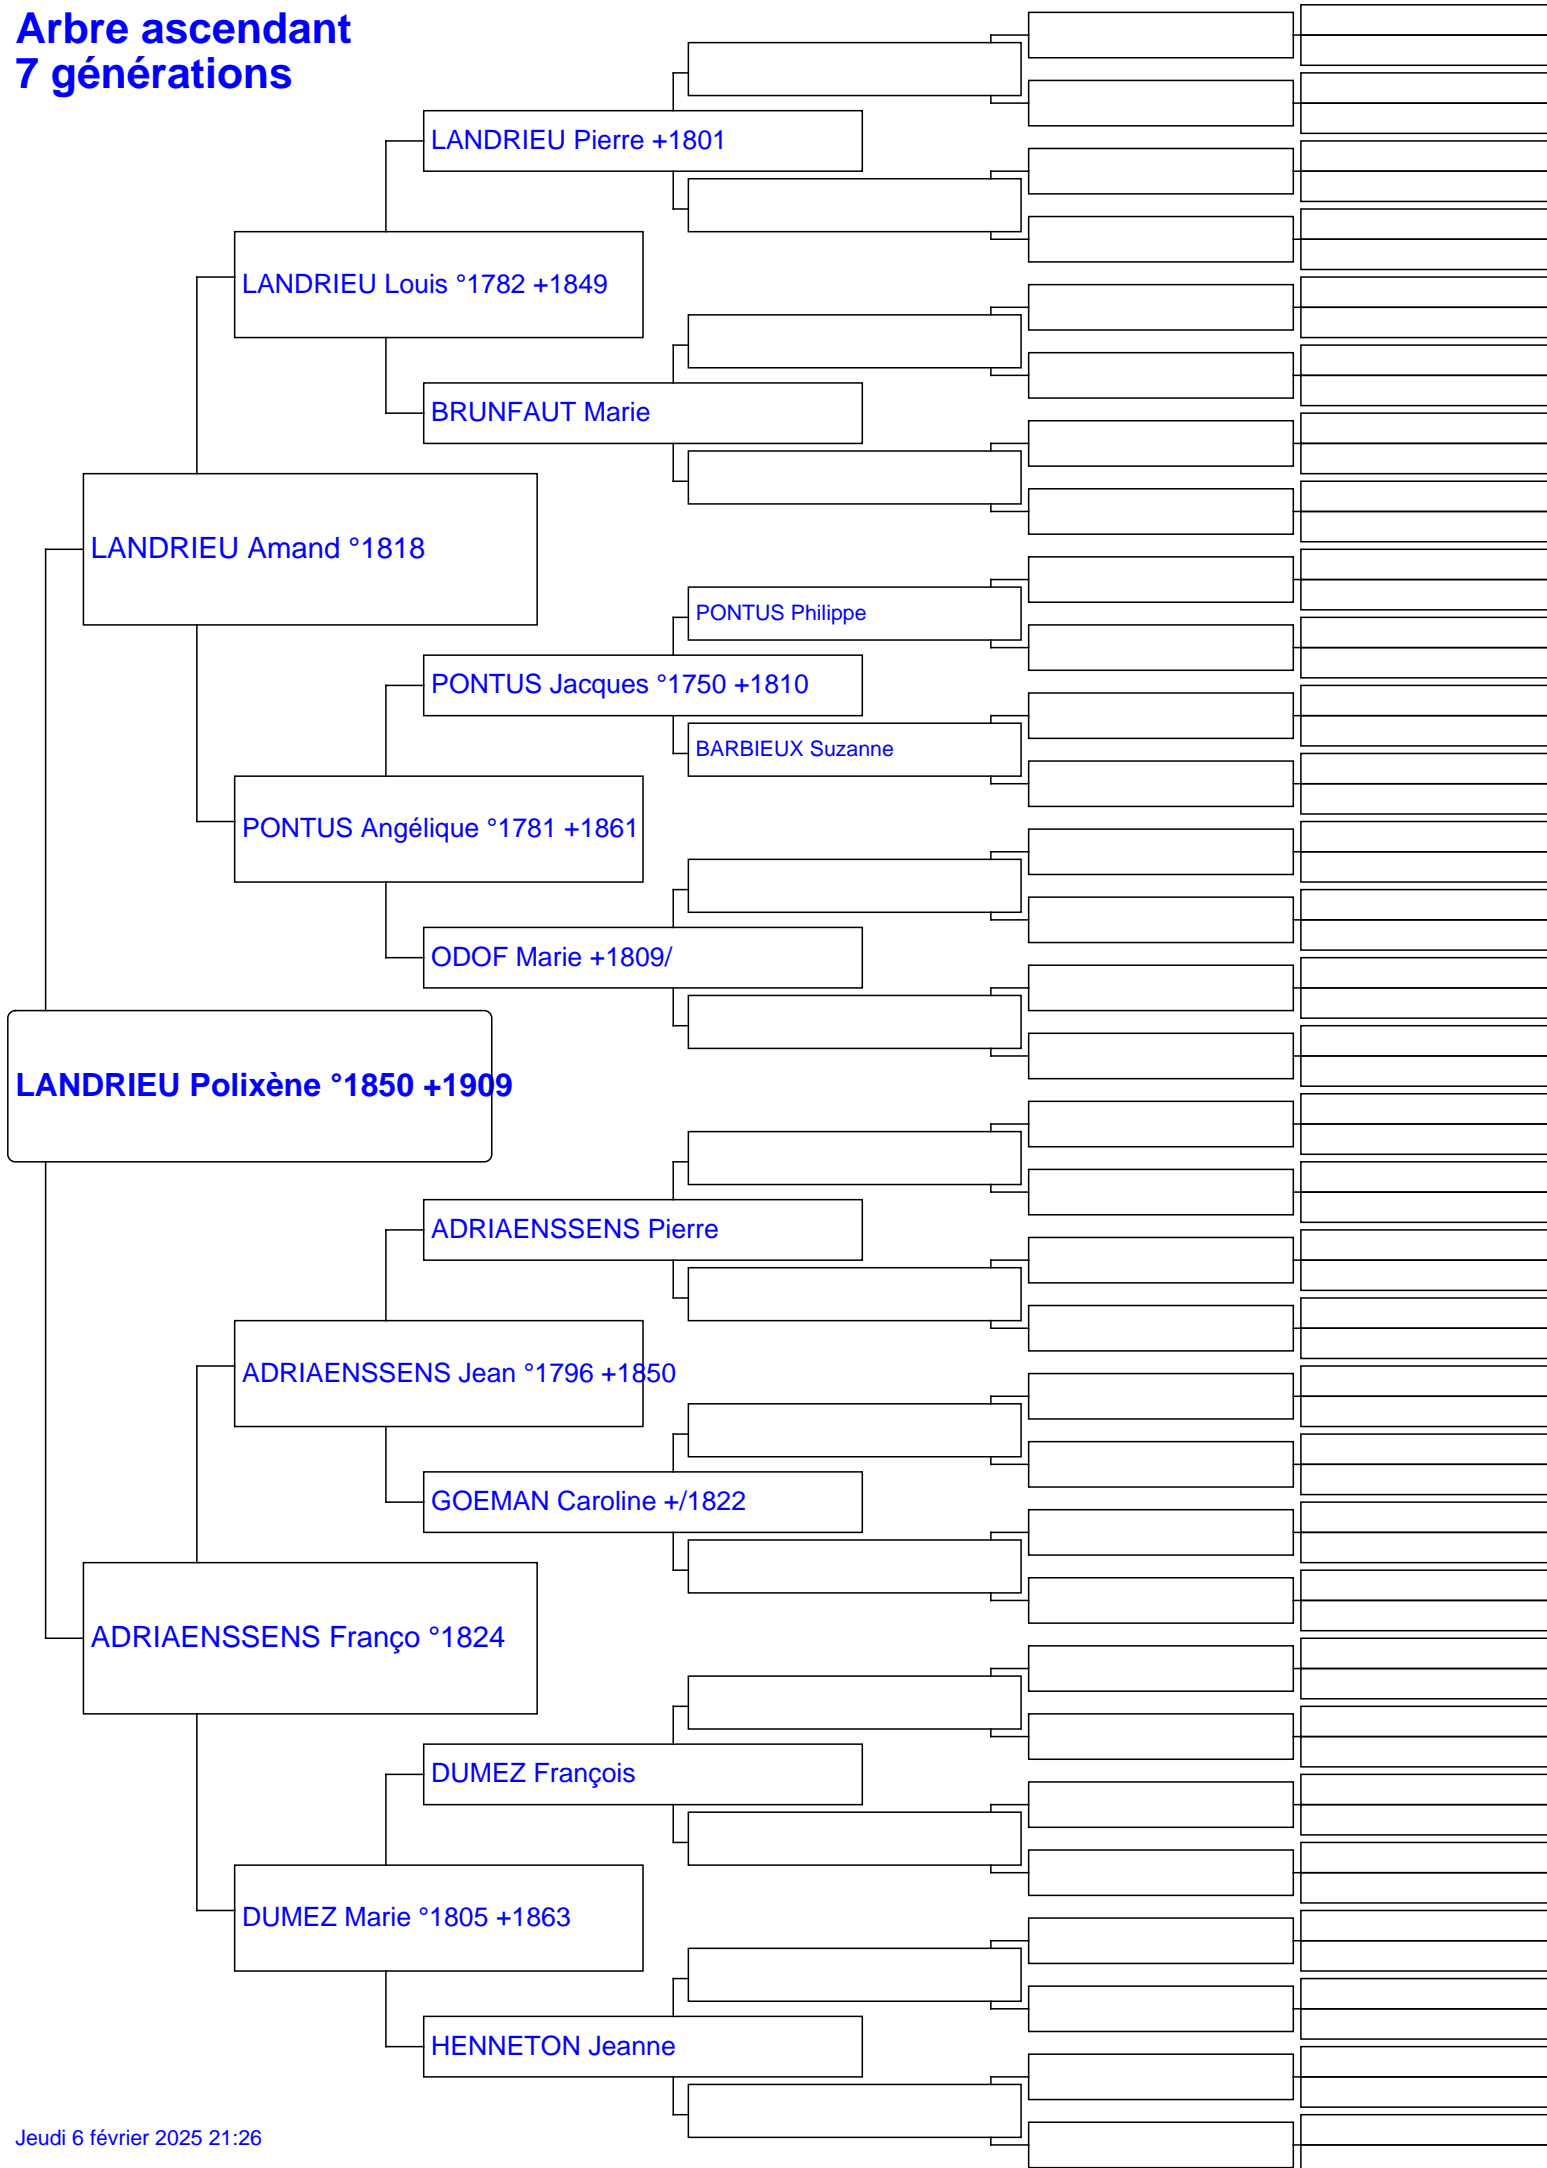 Arbre ascendant
7 générations
LANDRIEU Pierre +1801
LANDRIEU Louis °1782 +1849
BRUNFAUT Marie
LANDRIEU Amand °1818
PONTUS Philippe
PONTUS Jacques °1750 +1810
BARBIEUX Suzanne
PONTUS Angélique °1781 +1861
ODOF Marie +1809/
LANDRIEU Polixène °1850 +1909
ADRIAENSSENS Pierre
ADRIAENSSENS Jean °1796 +1850
GOEMAN Caroline +/1822
ADRIAENSSENS Franço °1824
DUMEZ François
DUMEZ Marie °1805 +1863
HENNETON Jeanne
Jeudi 6 février 2025 21:26